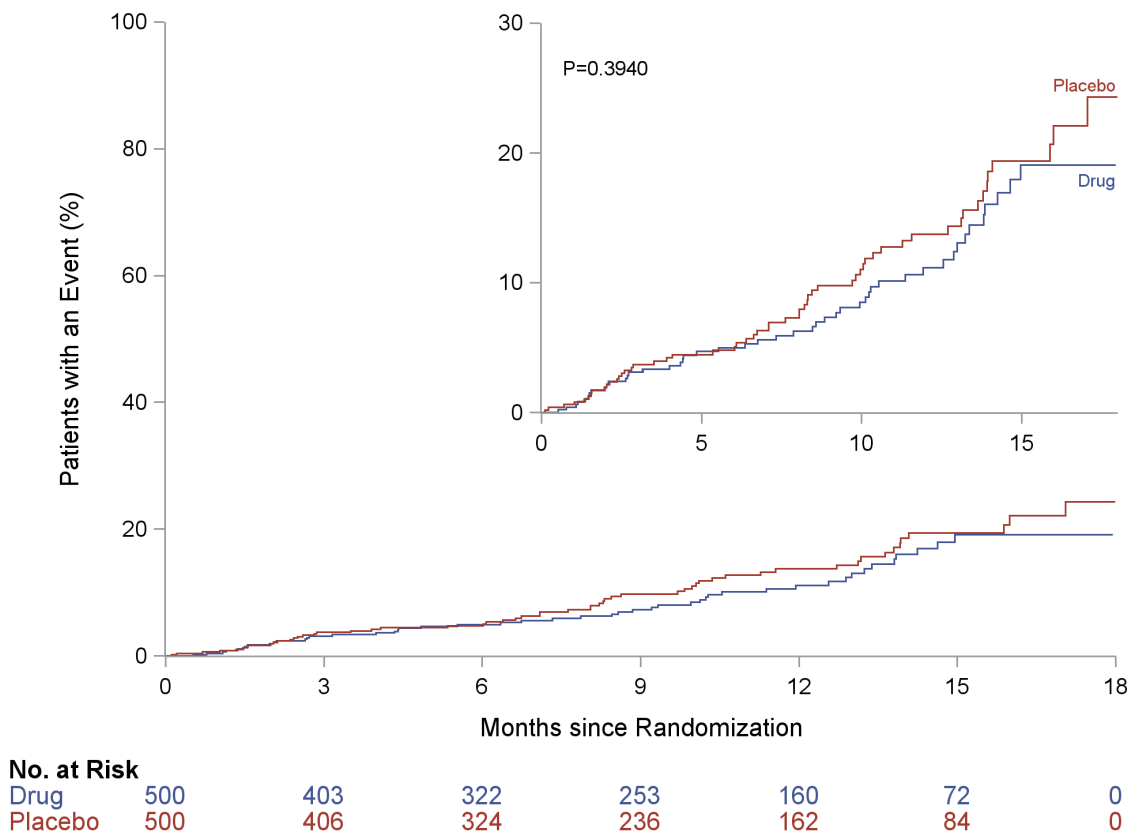 100
80
60
40
20
0
Patients with an Event (%)
30
20
10
0
P=0.3940
Placebo
Drug
0 5 10 15
0 3 6 9 12 15 18
Months since Randomization
No. at Risk
Drug 500 403 322 253 160 72 0
Placebo 500 406 324 236 162 84 0